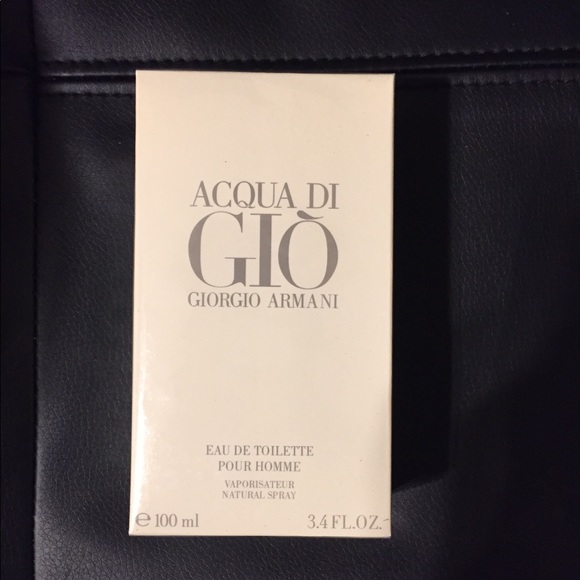 ACQUA DI
GIÒ
GIORGIO ARMANI
EAU DE TOILETTE
POUR HOMME
VAPORISATEUR
NATURAL SPRAY
℮ 100 ml 3.4 FL.OZ.